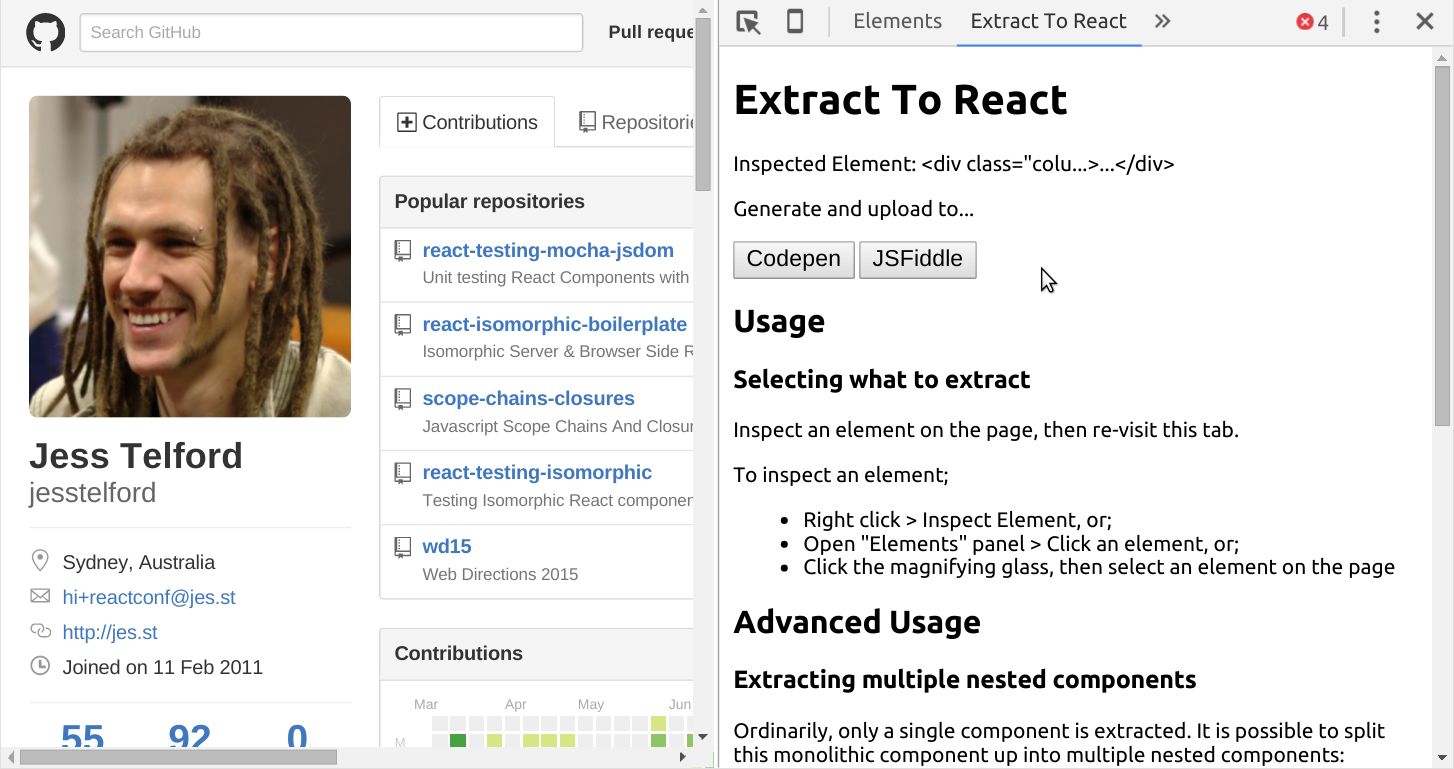 Search GitHub
Pull reque
Contributions
Repositorie
Popular repositories
react-testing-mocha-jsdom
Unit testing React Components with
react-isomorphic-boilerplate
Isomorphic Server & Browser Side R
scope-chains-closures
Javascript Scope Chains And Closur
react-testing-isomorphic
Testing Isomorphic React componen
wd15
Web Directions 2015
Jess Telford
jesstelford
Sydney, Australia
hi+reactconf@jes.st
http://jes.st
Joined on 11 Feb 2011
55 92 0
Contributions
Mar Apr May Jun
M
Elements
Extract To React
4
Extract To React
Inspected Element: <div class="colu...>...</div>
Generate and upload to...
Codepen
JSFiddle
Usage
Selecting what to extract
Inspect an element on the page, then re-visit this tab.
To inspect an element;
• Right click > Inspect Element, or;
• Open "Elements" panel > Click an element, or;
• Click the magnifying glass, then select an element on the page
Advanced Usage
Extracting multiple nested components
Ordinarily, only a single component is extracted. It is possible to split
this monolithic component up into multiple nested components: